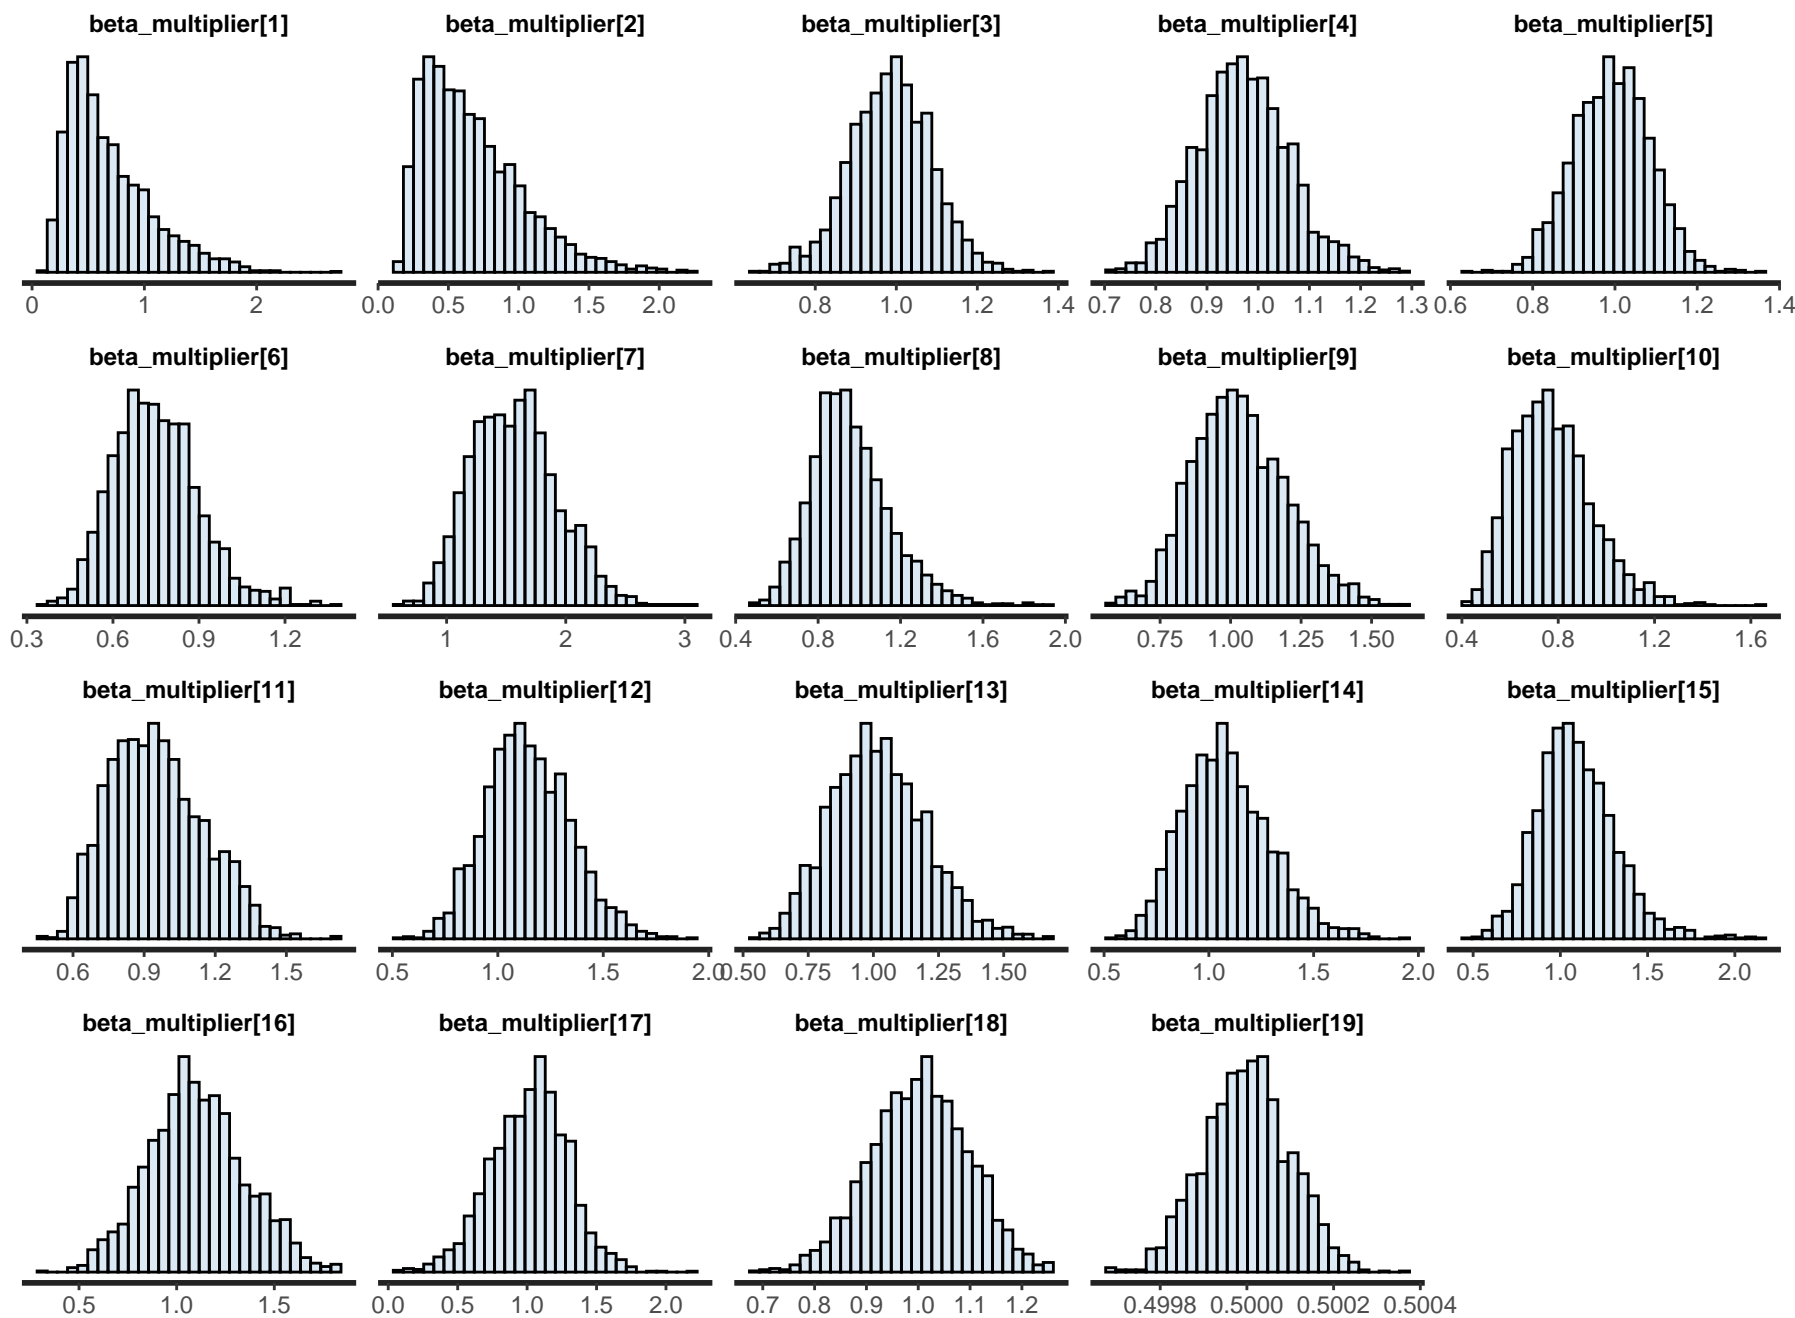 beta_multiplier[1] beta_multiplier[2] beta_multiplier[3] beta_multiplier[4] beta_multiplier[5]
0 1 2 0.0 0.5 1.0 1.5 2.0 0.8 1.0 1.2 1.4 0.7 0.8 0.9 1.0 1.1 1.2 1.3 0.6 0.8 1.0 1.2 1.4
beta_multiplier[6] beta_multiplier[7] beta_multiplier[8] beta_multiplier[9] beta_multiplier[10]
0.3 0.6 0.9 1.2 1 2 3 0.4 0.8 1.2 1.6 2.0 0.75 1.00 1.25 1.50 0.4 0.8 1.2 1.6
beta_multiplier[11] beta_multiplier[12] beta_multiplier[13] beta_multiplier[14] beta_multiplier[15]
0.6 0.9 1.2 1.5 0.5 1.0 1.5 2.0 0.50 0.75 1.00 1.25 1.50 0.5 1.0 1.5 2.0 0.5 1.0 1.5 2.0
beta_multiplier[16] beta_multiplier[17] beta_multiplier[18] beta_multiplier[19]
0.5 1.0 1.5 0.0 0.5 1.0 1.5 2.0 0.7 0.8 0.9 1.0 1.1 1.2 0.4998 0.5000 0.5002 0.5004